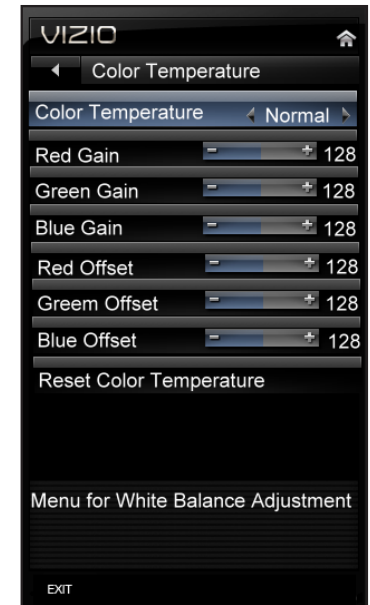 VIZIO
Color Temperature
Color Temperature Normal
Red Gain - + 128
Green Gain - + 128
Blue Gain - + 128
Red Offset - + 128
Greem Offset - + 128
Blue Offset - + 128
Reset Color Temperature
Menu for White Balance Adjustment
EXIT